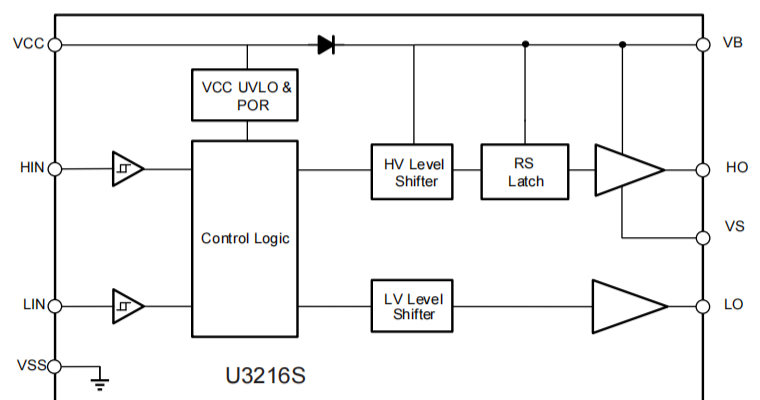 VCC
VB
VCC UVLO &
POR
HIN
HV Level
Shifter
RS
Latch
HO
Control Logic
VS
LIN
LV Level
Shifter
LO
VSS
U3216S